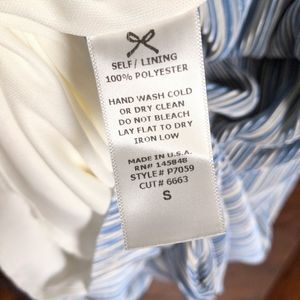 SELF/ LINING
100% POLYESTER
HAND WASH COLD
OR DRY CLEAN
DO NOT BLEACH
LAY FLAT TO DRY
IRON LOW
MADE IN U.S.A.
RN# 145848
STYLE# P7059
CUT# 6663
S